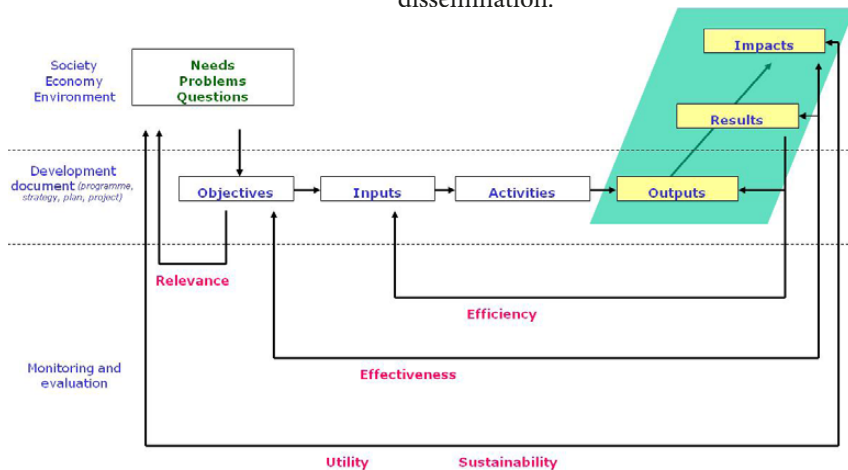 dissemination.
Impacts
Society
Economy
Environment
Needs
Problems
Questions
Results
Development
document (programme,
strategy, plan, project)
Objectives
Inputs
Activities
Outputs
Relevance
Efficiency
Monitoring and
evaluation
Effectiveness
Utility
Sustainability